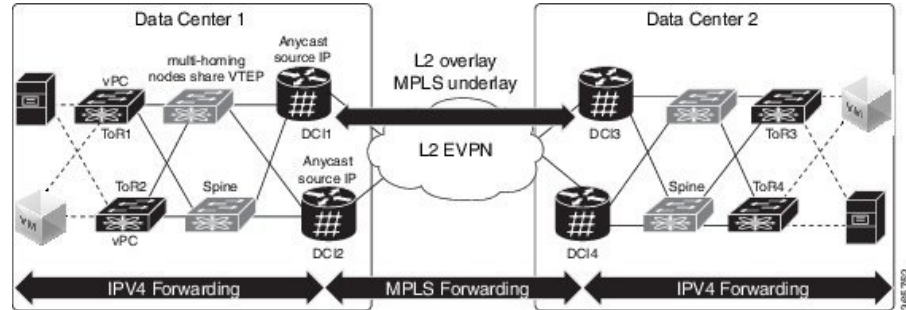 Data Center 1
Data Center 2
vPC
multi-homing
nodes share VTEP
Anycast
source IP
L2 overlay
MPLS underlay
ToR1
DCI1
DCI3
ToR3
VM
L2 EVPN
Anycast
source IP
ToR2
Spine
Spine
ToR4
VM
vPC
DCI2
DCI4
IPV4 Forwarding
MPLS Forwarding
IPV4 Forwarding